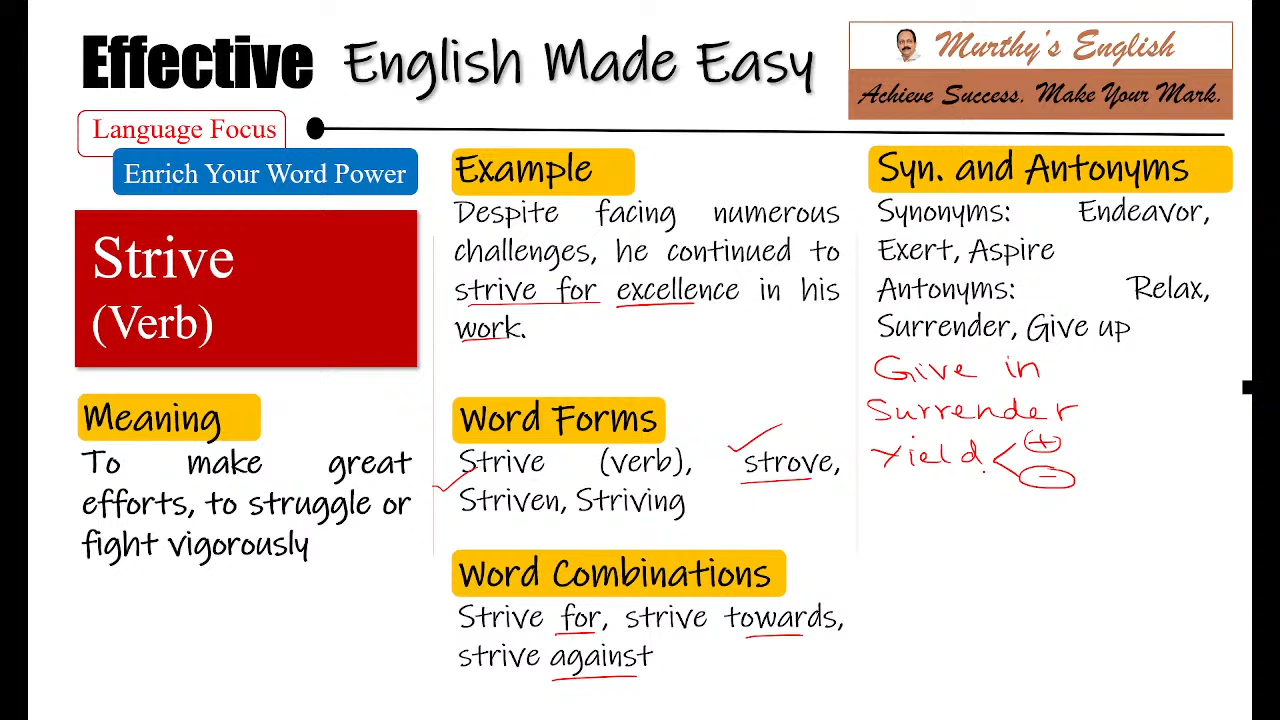 Effective English Made Easy
Murthy's English
Achieve Success. Make Your Mark.
Language Focus
Enrich Your Word Power
Strive
(Verb)
Meaning
To make great
efforts, to struggle or
fight vigorously
Example
Despite facing numerous
challenges, he continued to
strive for excellence in his
work.
Word Forms
Strive (verb), strove,
Striven, Striving
Word Combinations
Strive for, strive towards,
strive against
Syn. and Antonyms
Synonyms: Endeavor,
Exert, Aspire
Antonyms: Relax,
Surrender, Give up
Give in
Surrender
Yield. +
-